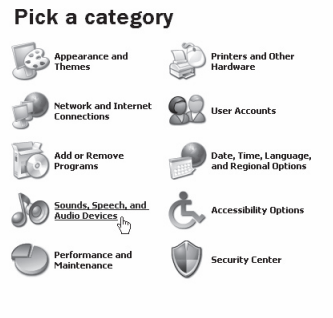 Pick a category
Appearance and
Themes
Printers and Other
Hardware
Network and Internet
Connections
User Accounts
Add or Remove
Programs
Date, Time, Language,
and Regional Options
Sounds, Speech, and
Audio Devices
Accessibility Options
Performance and
Maintenance
Security Center